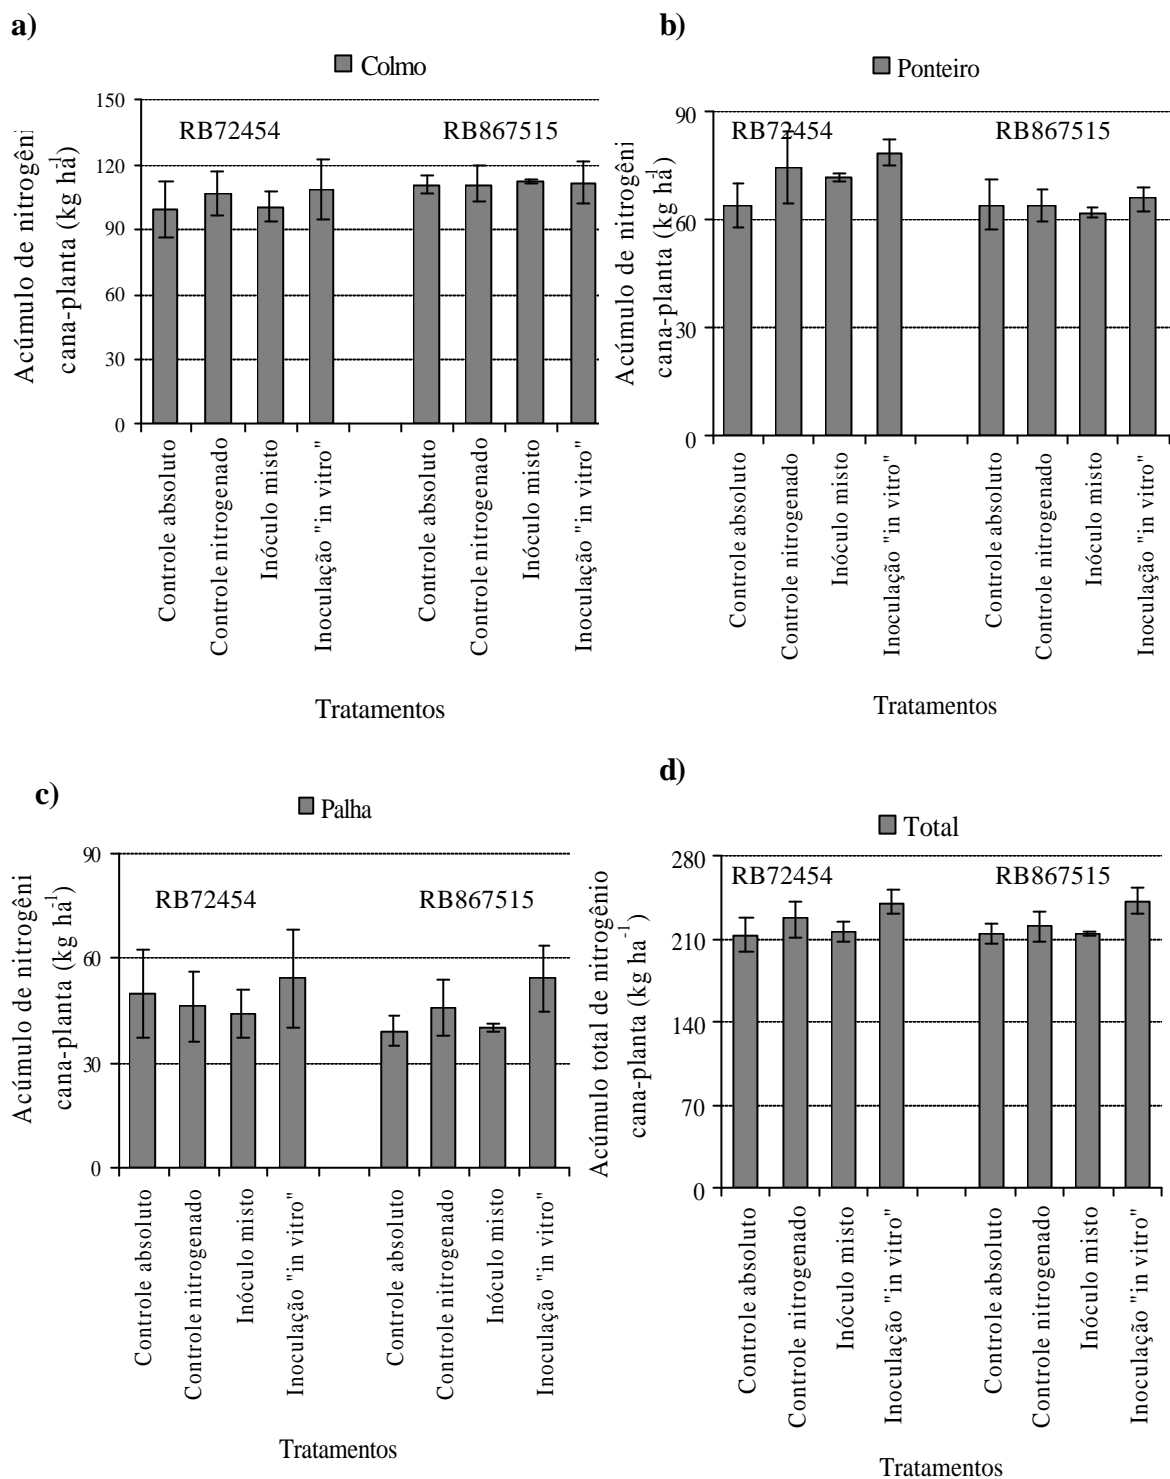 a)
Colmo
150
120
90
60
30
0
RB72454
RB867515
Acúmulo de nitrogêni
cana-planta (kg ha-1)
Controle absoluto
Controle nitrogenado
Inóculo misto
Inoculação "in vitro"
Controle absoluto
Controle nitrogenado
Inóculo misto
Inoculação "in vitro"
Tratamentos
b)
Ponteiro
90
60
30
0
RB72454
RB867515
Acúmulo de nitrogêni
cana-planta (kg ha-1)
Controle absoluto
Controle nitrogenado
Inóculo misto
Inoculação "in vitro"
Controle absoluto
Controle nitrogenado
Inóculo misto
Inoculação "in vitro"
Tratamentos
c)
Palha
90
60
30
0
RB72454
RB867515
Acúmulo de nitrogêni
cana-planta (kg ha-1)
Controle absoluto
Controle nitrogenado
Inóculo misto
Inoculação "in vitro"
Controle absoluto
Controle nitrogenado
Inóculo misto
Inoculação "in vitro"
Tratamentos
d)
Total
280
210
140
70
0
RB72454
RB867515
Acúmulo total de nitrogênio
cana-planta (kg ha-1)
Controle absoluto
Controle nitrogenado
Inóculo misto
Inoculação "in vitro"
Controle absoluto
Controle nitrogenado
Inóculo misto
Inoculação "in vitro"
Tratamentos